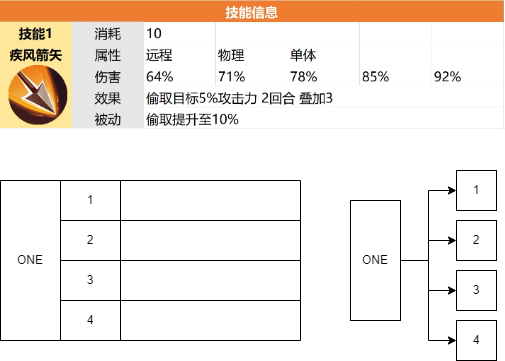 技能信息
技能1 消耗 10
疾风箭矢 属性 远程 物理 单体
伤害 64% 71% 78% 85% 92%
效果 偷取目标5%攻击力 2回合 叠加3
被动 偷取提升至10%
ONE
1
2
3
4
ONE
1
2
3
4